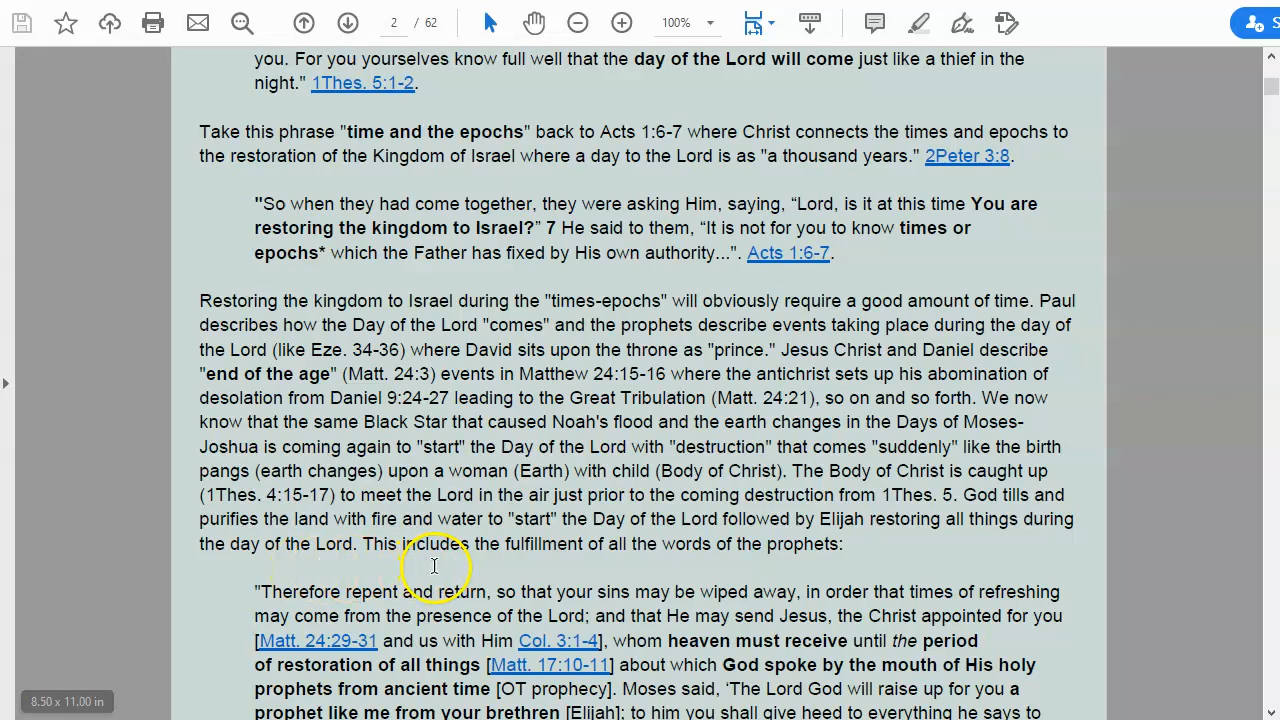 2 / 62
100%
S
you. For you yourselves know full well that the day of the Lord will come just like a thief in the
night." 1Thes. 5:1-2.
Take this phrase "time and the epochs" back to Acts 1:6-7 where Christ connects the times and epochs to
the restoration of the Kingdom of Israel where a day to the Lord is as "a thousand years." 2Peter 3:8.
"So when they had come together, they were asking Him, saying, “Lord, is it at this time You are
restoring the kingdom to Israel?” 7 He said to them, “It is not for you to know times or
epochs* which the Father has fixed by His own authority...”. Acts 1:6-7.
Restoring the kingdom to Israel during the "times-epochs" will obviously require a good amount of time. Paul
describes how the Day of the Lord "comes" and the prophets describe events taking place during the day of
the Lord (like Eze. 34-36) where David sits upon the throne as "prince." Jesus Christ and Daniel describe
"end of the age" (Matt. 24:3) events in Matthew 24:15-16 where the antichrist sets up his abomination of
desolation from Daniel 9:24-27 leading to the Great Tribulation (Matt. 24:21), so on and so forth. We now
know that the same Black Star that caused Noah's flood and the earth changes in the Days of Moses-
Joshua is coming again to "start" the Day of the Lord with "destruction" that comes "suddenly" like the birth
pangs (earth changes) upon a woman (Earth) with child (Body of Christ). The Body of Christ is caught up
(1Thes. 4:15-17) to meet the Lord in the air just prior to the coming destruction from 1Thes. 5. God tills and
purifies the land with fire and water to "start" the Day of the Lord followed by Elijah restoring all things during
the day of the Lord. This includes the fulfillment of all the words of the prophets:
"Therefore repent and return, so that your sins may be wiped away, in order that times of refreshing
may come from the presence of the Lord; and that He may send Jesus, the Christ appointed for you
[Matt. 24:29-31 and us with Him Col. 3:1-4], whom heaven must receive until the period
of restoration of all things [Matt. 17:10-11] about which God spoke by the mouth of His holy
prophets from ancient time [OT prophecy]. Moses said, ‘The Lord God will raise up for you a
prophet like me from your brethren [Elijah]; to him you shall give heed to everything he says to
8.50 x 11.00 in